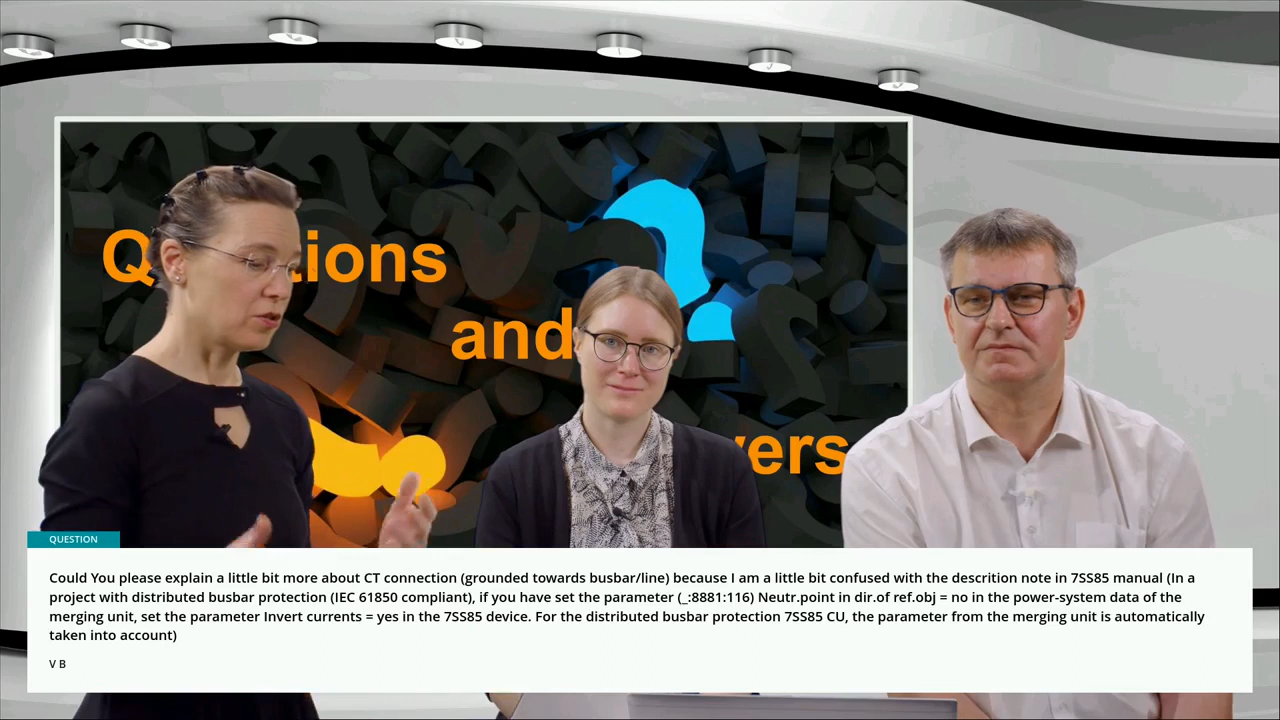 Q tions
and
vers
QUESTION
Could You please explain a little bit more about CT connection (grounded towards busbar/line) because I am a little bit confused with the descrition note in 7SS85 manual (In a
project with distributed busbar protection (IEC 61850 compliant), if you have set the parameter (_:8881:116) Neutr.point in dir.of ref.obj = no in the power-system data of the
merging unit, set the parameter Invert currents = yes in the 7SS85 device. For the distributed busbar protection 7SS85 CU, the parameter from the merging unit is automatically
taken into account)
V B